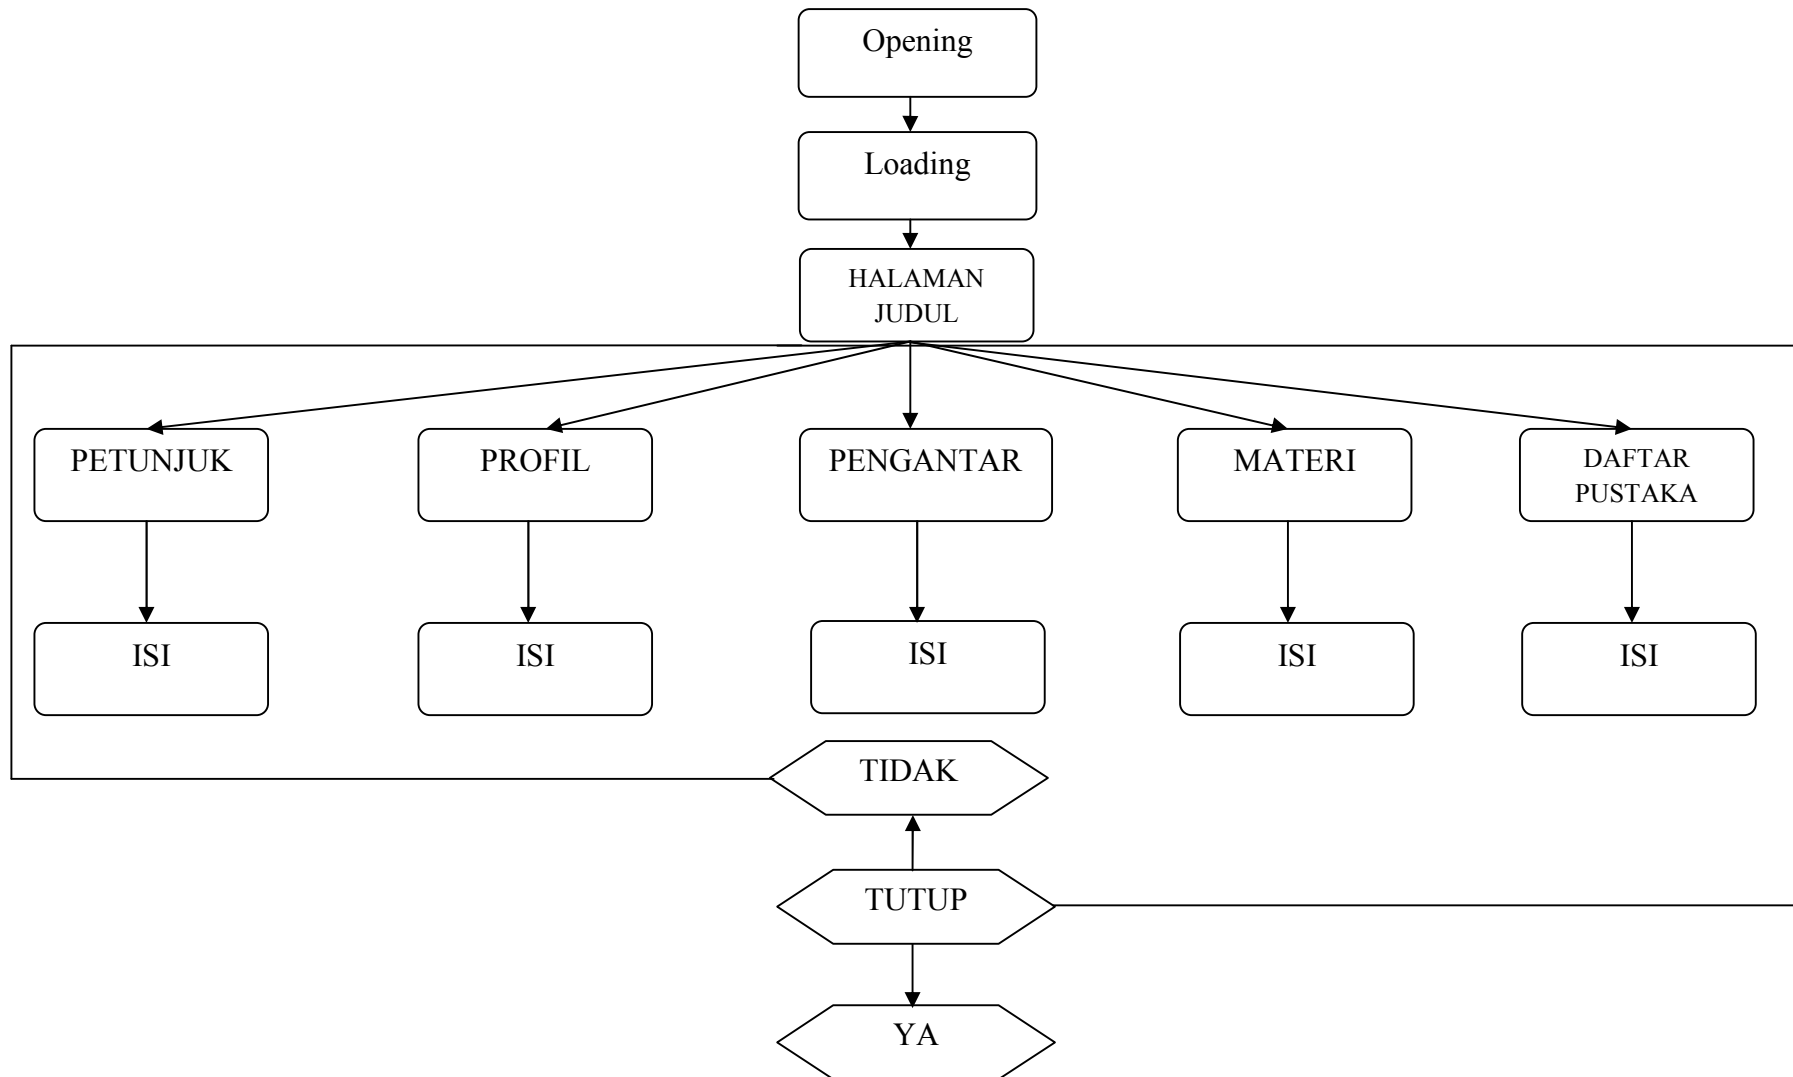 Opening
Loading
HALAMAN
JUDUL
PETUNJUK
PROFIL
PENGANTAR
MATERI
DAFTAR
PUSTAKA
ISI
ISI
ISI
ISI
ISI
TIDAK
TUTUP
YA